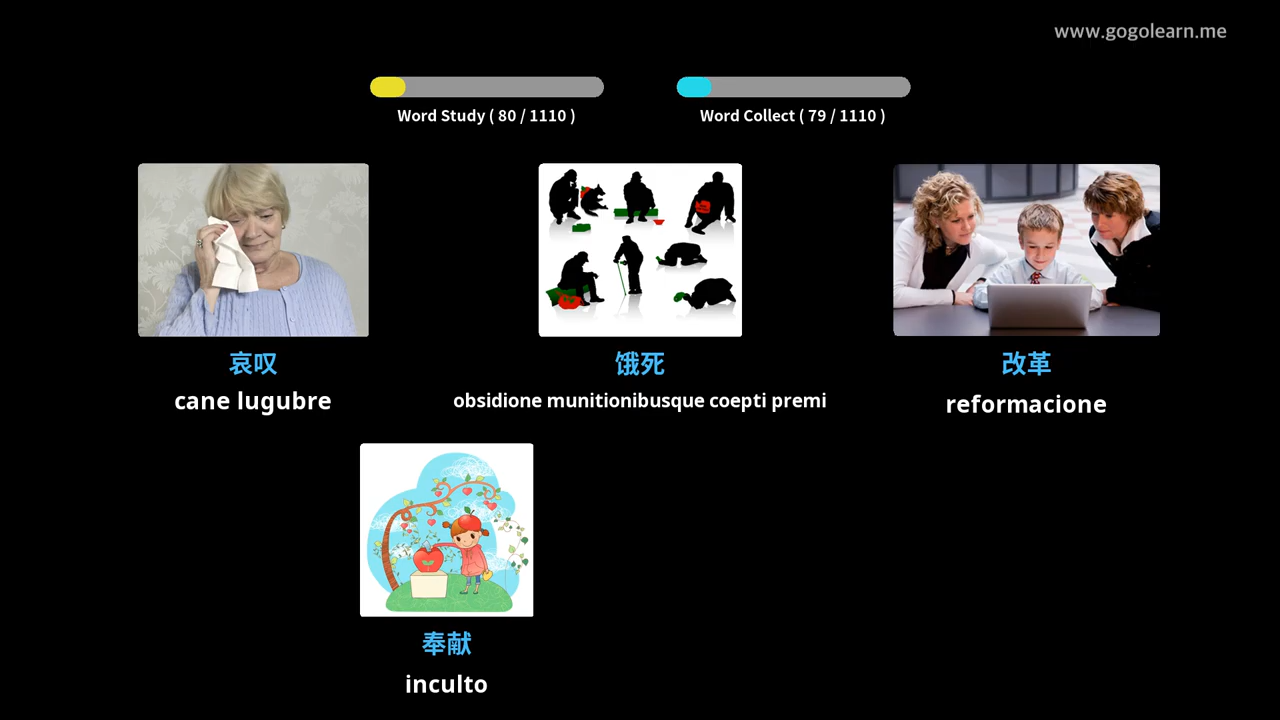 www.gogolearn.me
Word Study ( 80 / 1110 )
Word Collect ( 79 / 1110 )
哀叹
cane lugubre
饿死
obsidione munitionibusque coepti premi
改革
reformacione
奉献
inculto